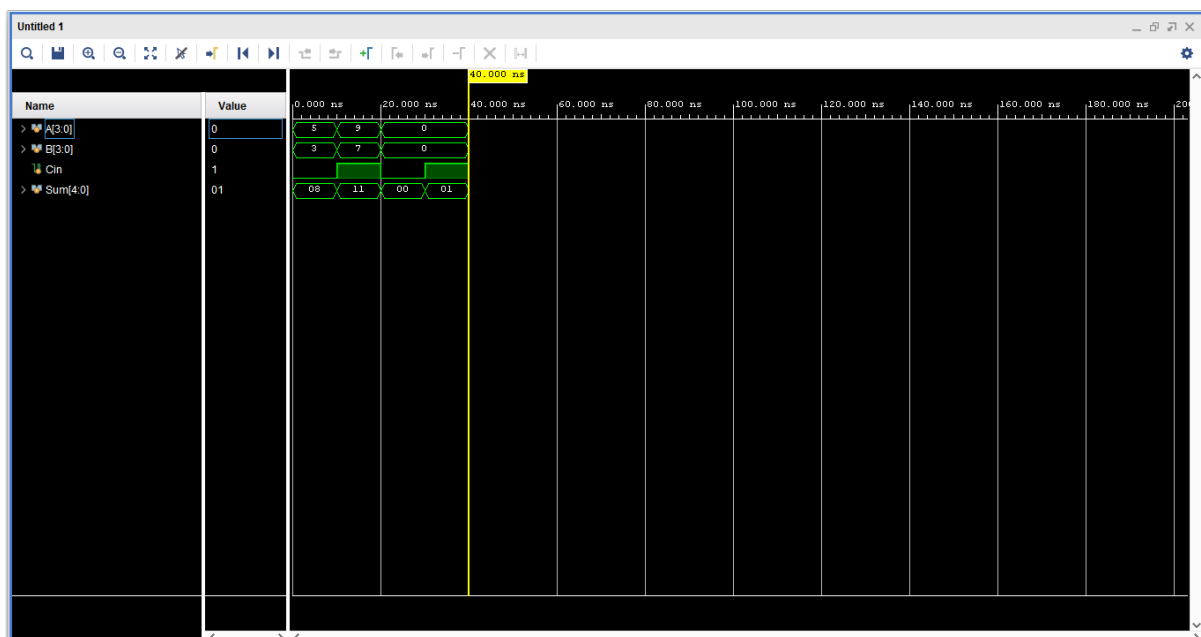 Untitled 1
40.000 ns
Name Value
0.000 ns 20.000 ns 40.000 ns 60.000 ns 80.000 ns 100.000 ns 120.000 ns 140.000 ns 160.000 ns 180.000 ns 200
A[3:0] 0 5 9 0
B[3:0] 0 3 7 0
Cin 1
Sum[4:0] 01 08 11 00 01